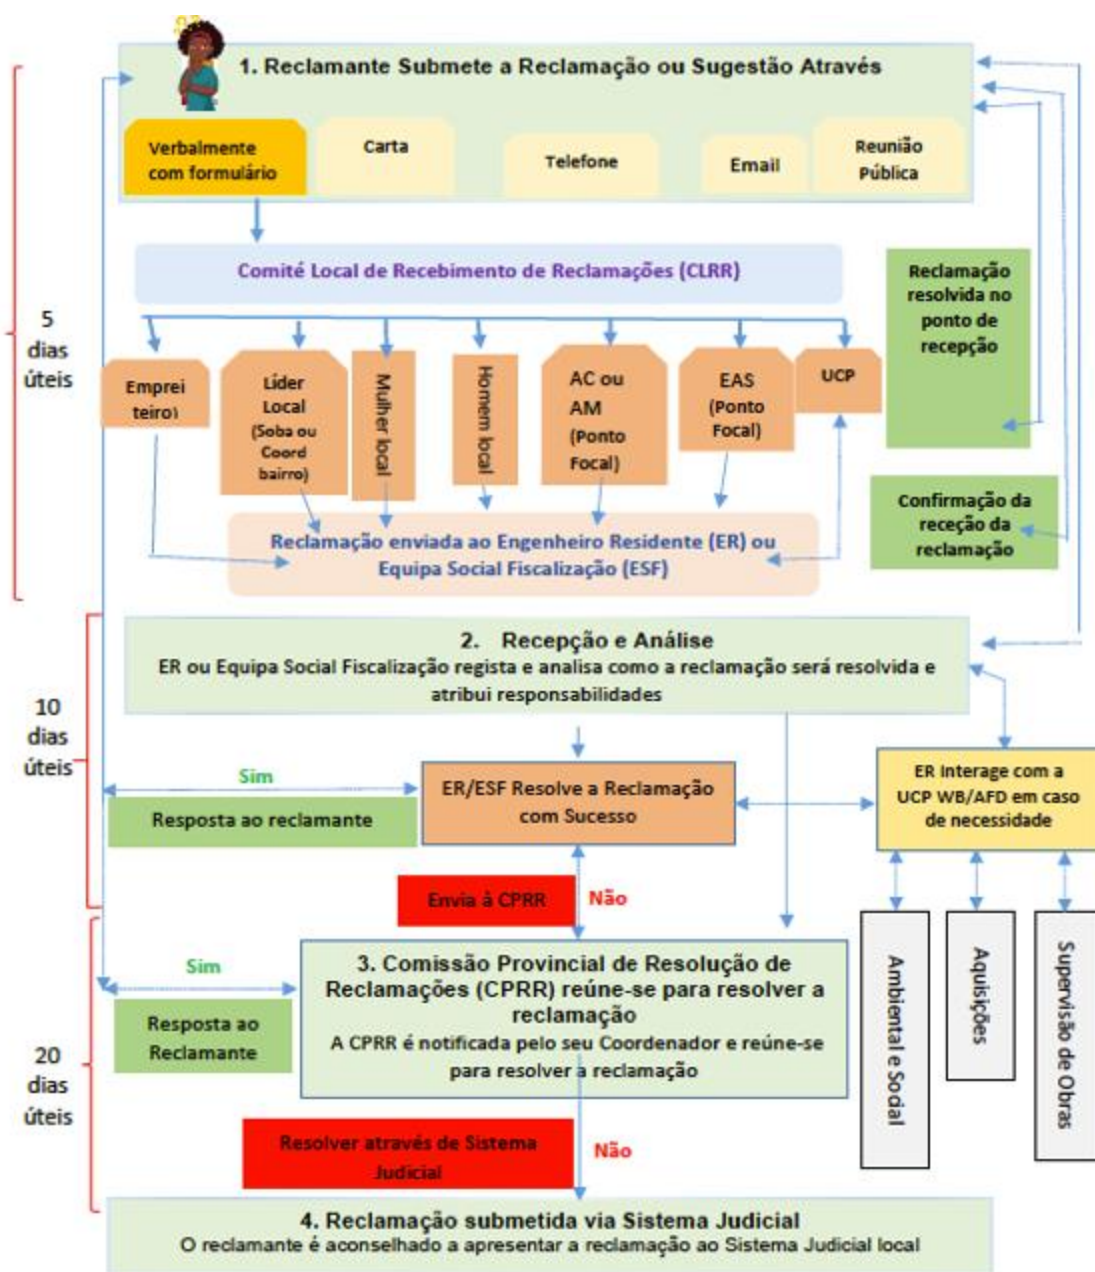 1. Reclamante Submete a Reclamação ou Sugestão Através
Verbalmente
com formulário
Carta
Telefone
Email
Reunião
Pública
Comité Local de Recebimento de Reclamações (CLRR)
5
dias
úteis
Emprei
teiro)
Líder
Local
(Soba ou
Coord
bairro)
Mulher local
Homem local
AC ou
AM
(Ponto
Focal)
EAS
(Ponto
Focal)
UCP
Reclamação
resolvida no
ponto de
recepção
Confirmação da
receção da
reclamação
Reclamação enviada ao Engenheiro Residente (ER) ou
Equipa Social Fiscalização (ESF)
2. Recepção e Análise
ER ou Equipa Social Fiscalização regista e analisa como a reclamação será resolvida e
atribui responsabilidades
10
dias
úteis
Sim
Resposta ao reclamante
ER/ESF Resolve a Reclamação
com Sucesso
ER Interage com a
UCP WB/AFD em caso
de necessidade
Envia à CPRR
Não
Ambiental e Social
Aquisições
Supervisão de Obras
3. Comissão Provincial de Resolução de
Reclamações (CPRR) reúne-se para resolver a
reclamação
A CPRR é notificada pelo seu Coordenador e reúne-se
para resolver a reclamação
Sim
Resposta ao
Reclamante
20
dias
úteis
Resolver através de Sistema
Judicial
Não
4. Reclamação submetida via Sistema Judicial
O reclamante é aconselhado a apresentar a reclamação ao Sistema Judicial local